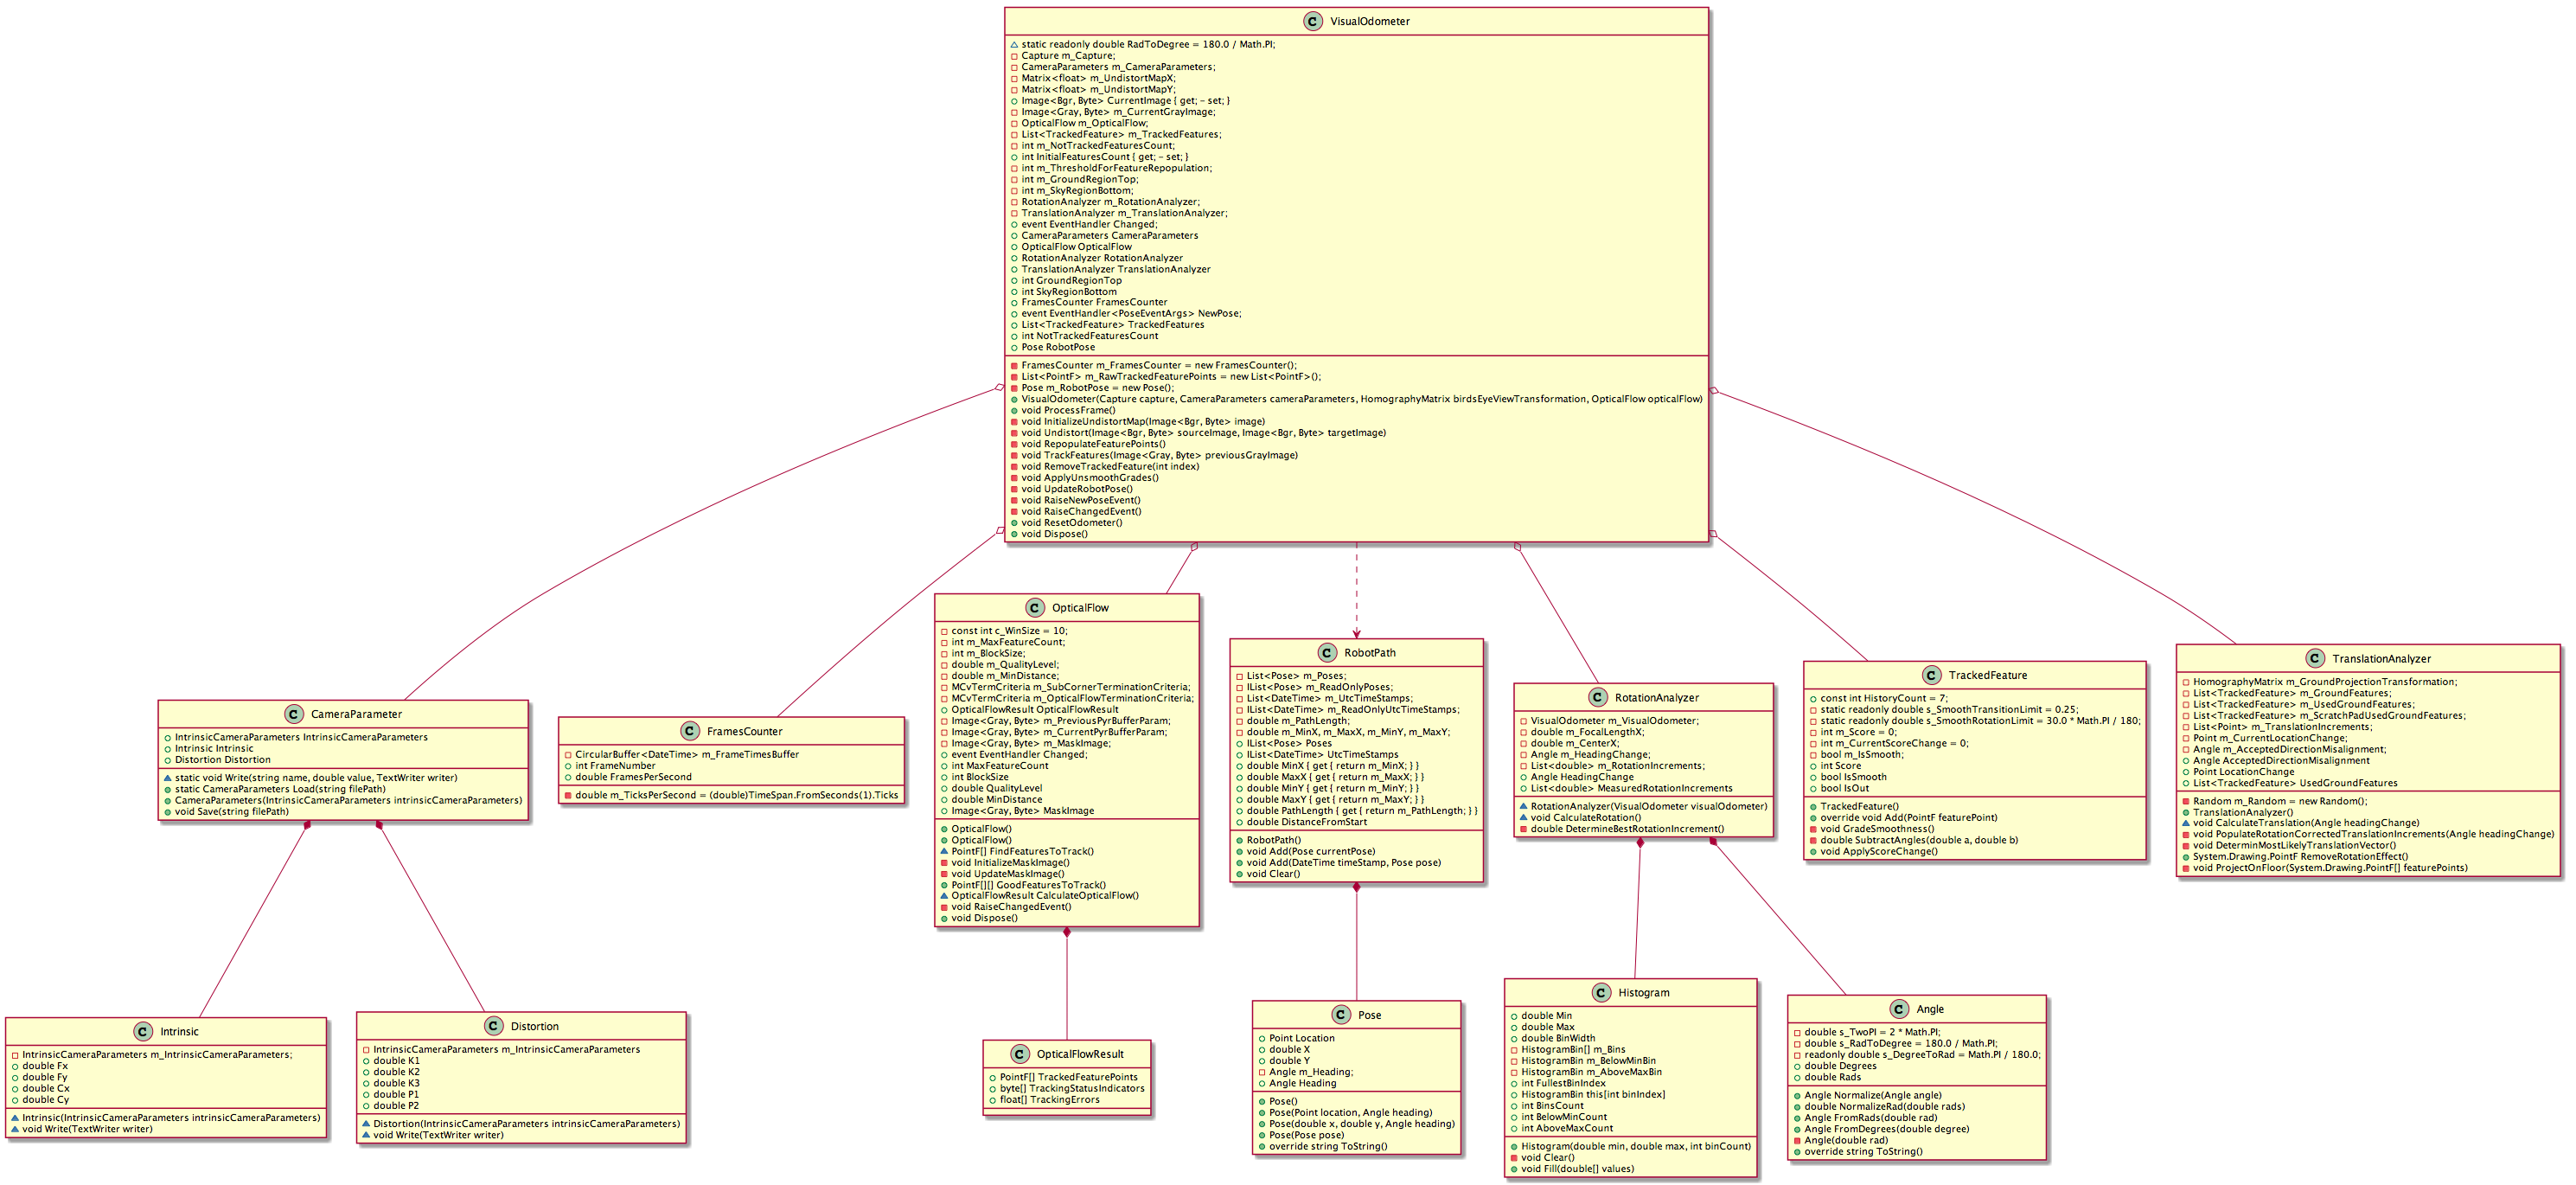 C VisualOdometer
static readonly double RadToDegree = 180.0 / Math.PI;
Capture m_Capture;
CameraParameters m_CameraParameters;
Matrix<float> m_UndistortMapX;
Matrix<float> m_UndistortMapY;
Image<Bgr, Byte> CurrentImage { get; - set; }
Image<Gray, Byte> m_CurrentGrayImage;
OpticalFlow m_OpticalFlow;
List<TrackedFeature> m_TrackedFeatures;
int m_NotTrackedFeaturesCount;
int InitialFeaturesCount { get; - set; }
int m_ThresholdForFeatureRepopulation;
int m_GroundRegionTop;
int m_SkyRegionBottom;
RotationAnalyzer m_RotationAnalyzer;
TranslationAnalyzer m_TranslationAnalyzer;
event EventHandler Changed;
CameraParameters CameraParameters
OpticalFlow OpticalFlow
RotationAnalyzer RotationAnalyzer
TranslationAnalyzer TranslationAnalyzer
int GroundRegionTop
int SkyRegionBottom
FramesCounter FramesCounter
event EventHandler<PoseEventArgs> NewPose;
List<TrackedFeature> TrackedFeatures
int NotTrackedFeaturesCount
Pose RobotPose
FramesCounter m_FramesCounter = new FramesCounter();
List<PointF> m_RawTrackedFeaturePoints = new List<PointF>();
Pose m_RobotPose = new Pose();
VisualOdometer(Capture capture, CameraParameters cameraParameters, HomographyMatrix birdsEyeViewTransformation, OpticalFlow opticalFlow)
void ProcessFrame()
void InitializeUndistortMap(Image<Bgr, Byte> image)
void Undistort(Image<Bgr, Byte> sourceImage, Image<Bgr, Byte> targetImage)
void RepopulateFeaturePoints()
void TrackFeatures(Image<Gray, Byte> previousGrayImage)
void RemoveTrackedFeature(int index)
void ApplyUnsmoothGrades()
void UpdateRobotPose()
void RaiseNewPoseEvent()
void RaiseChangedEvent()
void ResetOdometer()
void Dispose()
C CameraParameter
IntrinsicCameraParameters IntrinsicCameraParameters
Intrinsic Intrinsic
Distortion Distortion
static void Write(string name, double value, TextWriter writer)
static CameraParameters Load(string filePath)
CameraParameters(IntrinsicCameraParameters intrinsicCameraParameters)
void Save(string filePath)
C FramesCounter
CircularBuffer<DateTime> m_FrameTimesBuffer
int FrameNumber
double FramesPerSecond
double m_TicksPerSecond = (double)TimeSpan.FromSeconds(1).Ticks
C OpticalFlow
const int c_WinSize = 10;
int m_MaxFeatureCount;
int m_BlockSize;
double m_QualityLevel;
double m_MinDistance;
MCvTermCriteria m_SubCornerTerminationCriteria;
MCvTermCriteria m_OpticalFlowTerminationCriteria;
OpticalFlowResult OpticalFlowResult
Image<Gray, Byte> m_PreviousPyrBufferParam;
Image<Gray, Byte> m_CurrentPyrBufferParam;
Image<Gray, Byte> m_MaskImage;
event EventHandler Changed;
int MaxFeatureCount
int BlockSize
double QualityLevel
double MinDistance
Image<Gray, Byte> MaskImage
OpticalFlow()
OpticalFlow()
PointF[] FindFeaturesToTrack()
void InitializeMaskImage()
void UpdateMaskImage()
PointF[][] GoodFeaturesToTrack()
OpticalFlowResult CalculateOpticalFlow()
void RaiseChangedEvent()
void Dispose()
C RobotPath
List<Pose> m_Poses;
IList<Pose> m_ReadOnlyPoses;
List<DateTime> m_UtcTimeStamps;
IList<DateTime> m_ReadOnlyUtcTimeStamps;
double m_PathLength;
double m_MinX, m_MaxX, m_MinY, m_MaxY;
IList<Pose> Poses
IList<DateTime> UtcTimeStamps
double MinX { get { return m_MinX; } }
double MaxX { get { return m_MaxX; } }
double MinY { get { return m_MinY; } }
double MaxY { get { return m_MaxY; } }
double PathLength { get { return m_PathLength; } }
double DistanceFromStart
RobotPath()
void Add(Pose currentPose)
void Add(DateTime timeStamp, Pose pose)
void Clear()
C RotationAnalyzer
VisualOdometer m_VisualOdometer;
double m_FocalLengthX;
double m_CenterX;
Angle m_HeadingChange;
List<double> m_RotationIncrements;
Angle HeadingChange
List<double> MeasuredRotationIncrements
RotationAnalyzer(VisualOdometer visualOdometer)
void CalculateRotation()
double DetermineBestRotationIncrement()
C TrackedFeature
const int HistoryCount = 7;
static readonly double s_SmoothTransitionLimit = 0.25;
static readonly double s_SmoothRotationLimit = 30.0 * Math.PI / 180;
int m_Score = 0;
int m_CurrentScoreChange = 0;
bool m_IsSmooth;
int Score
bool IsSmooth
bool IsOut
TrackedFeature()
override void Add(PointF featurePoint)
void GradeSmoothness()
double SubtractAngles(double a, double b)
void ApplyScoreChange()
C TranslationAnalyzer
HomographyMatrix m_GroundProjectionTransformation;
List<TrackedFeature> m_GroundFeatures;
List<TrackedFeature> m_UsedGroundFeatures;
List<TrackedFeature> m_ScratchPadUsedGroundFeatures;
List<Point> m_TranslationIncrements;
Point m_CurrentLocationChange;
Angle m_AcceptedDirectionMisalignment;
Angle AcceptedDirectionMisalignment
Point LocationChange
List<TrackedFeature> UsedGroundFeatures
Random m_Random = new Random();
TranslationAnalyzer()
void CalculateTranslation(Angle headingChange)
void PopulateRotationCorrectedTranslationIncrements(Angle headingChange)
void DeterminMostLikelyTranslationVector()
System.Drawing.PointF RemoveRotationEffect()
void ProjectOnFloor(System.Drawing.PointF[] featurePoints)
C Intrinsic
IntrinsicCameraParameters m_IntrinsicCameraParameters;
double Fx
double Fy
double Cx
double Cy
Intrinsic(IntrinsicCameraParameters intrinsicCameraParameters)
void Write(TextWriter writer)
C Distortion
IntrinsicCameraParameters m_IntrinsicCameraParameters
double K1
double K2
double K3
double P1
double P2
Distortion(IntrinsicCameraParameters intrinsicCameraParameters)
void Write(TextWriter writer)
C OpticalFlowResult
PointF[] TrackedFeaturePoints
byte[] TrackingStatusIndicators
float[] TrackingErrors
C Pose
Point Location
double X
double Y
Angle m_Heading;
Angle Heading
Pose()
Pose(Point location, Angle heading)
Pose(double x, double y, Angle heading)
Pose(Pose pose)
override string ToString()
C Histogram
double Min
double Max
double BinWidth
HistogramBin[] m_Bins
HistogramBin m_BelowMinBin
HistogramBin m_AboveMaxBin
int FullestBinIndex
HistogramBin this[int binIndex]
int BinsCount
int BelowMinCount
int AboveMaxCount
Histogram(double min, double max, int binCount)
void Clear()
void Fill(double[] values)
C Angle
double s_TwoPI = 2 * Math.PI;
double s_RadToDegree = 180.0 / Math.PI;
readonly double s_DegreeToRad = Math.PI / 180.0;
double Degrees
double Rads
Angle Normalize(Angle angle)
double NormalizeRad(double rads)
Angle FromRads(double rad)
Angle FromDegrees(double degree)
Angle(double rad)
override string ToString()